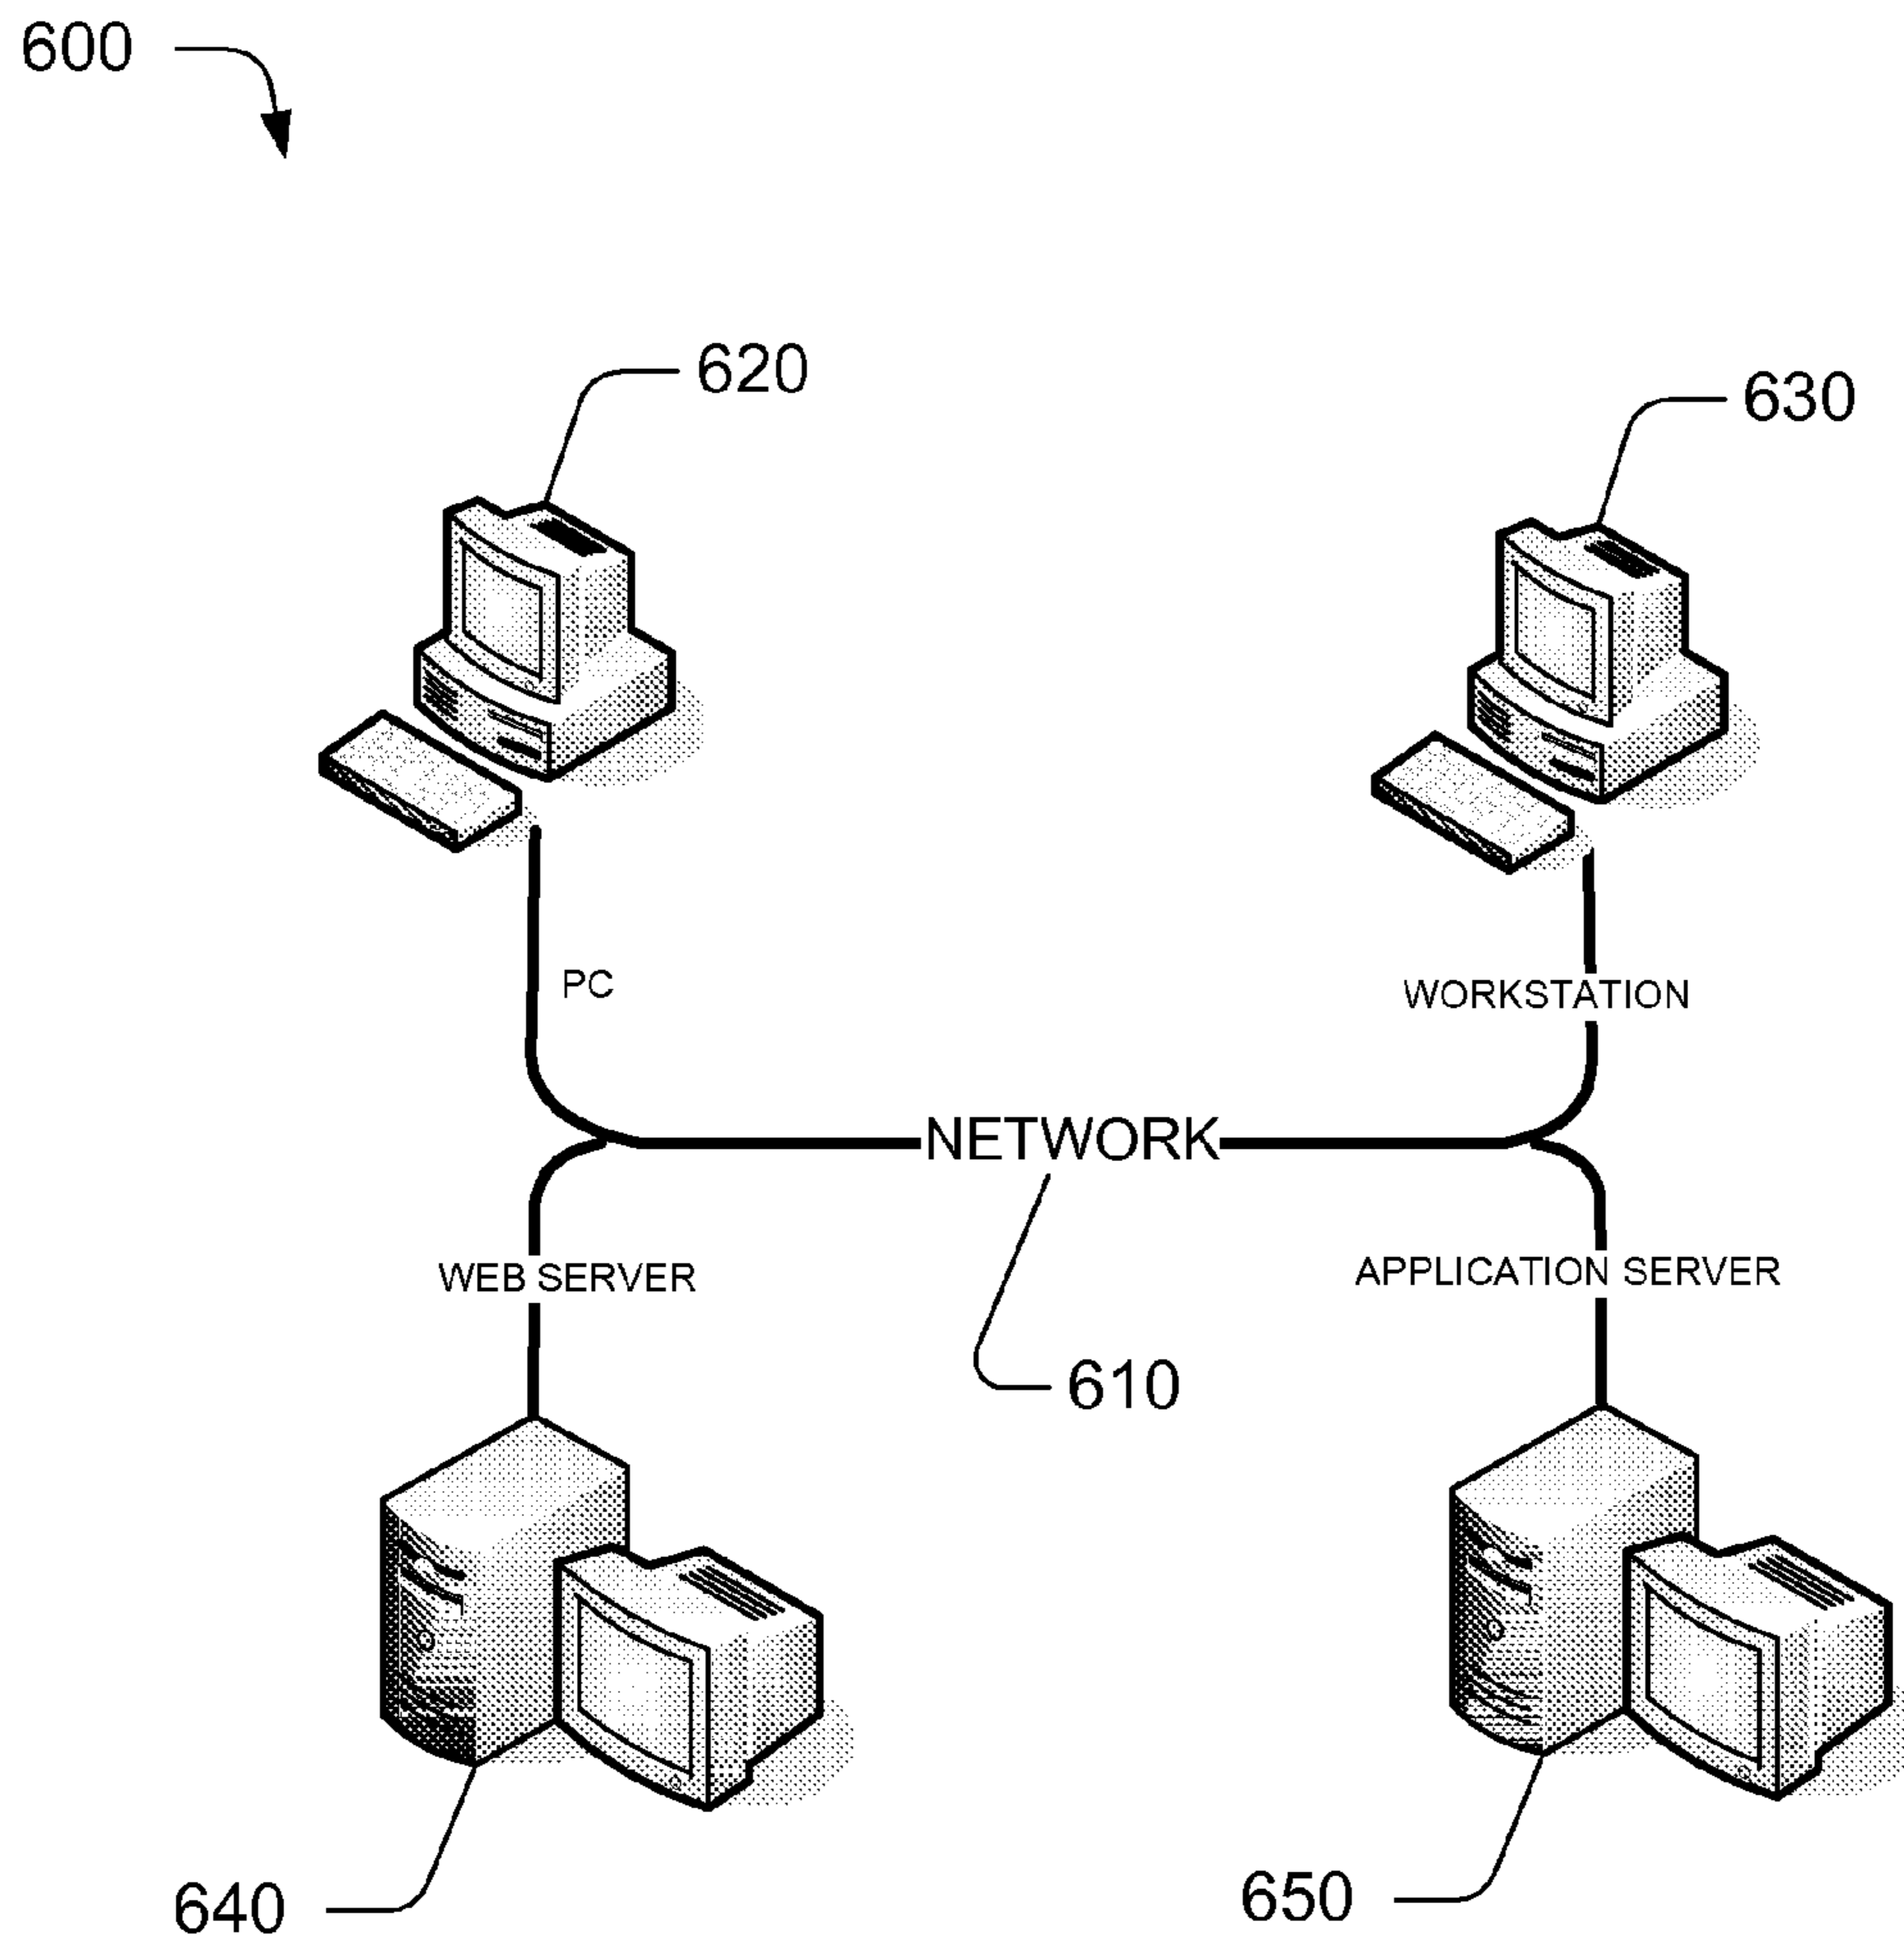 600
620
630
PC
WORKSTATION
NETWORK
WEB SERVER
APPLICATION SERVER
610
640
650